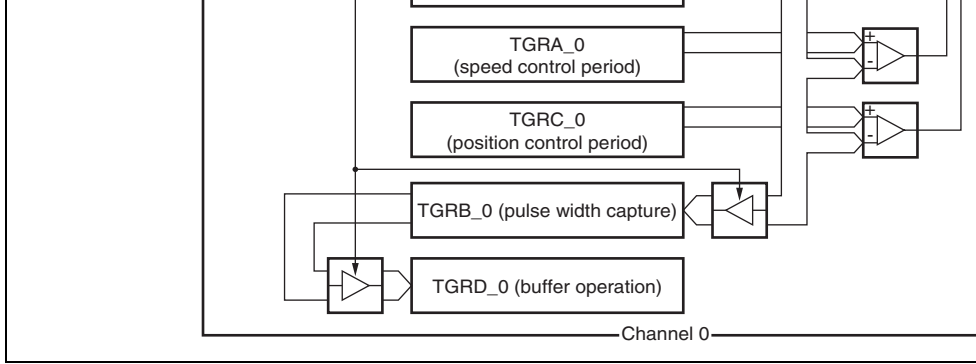 TGRA_0
(speed control period)
+
-
TGRC_0
(position control period)
+
-
TGRB_0 (pulse width capture)
TGRD_0 (buffer operation)
Channel 0